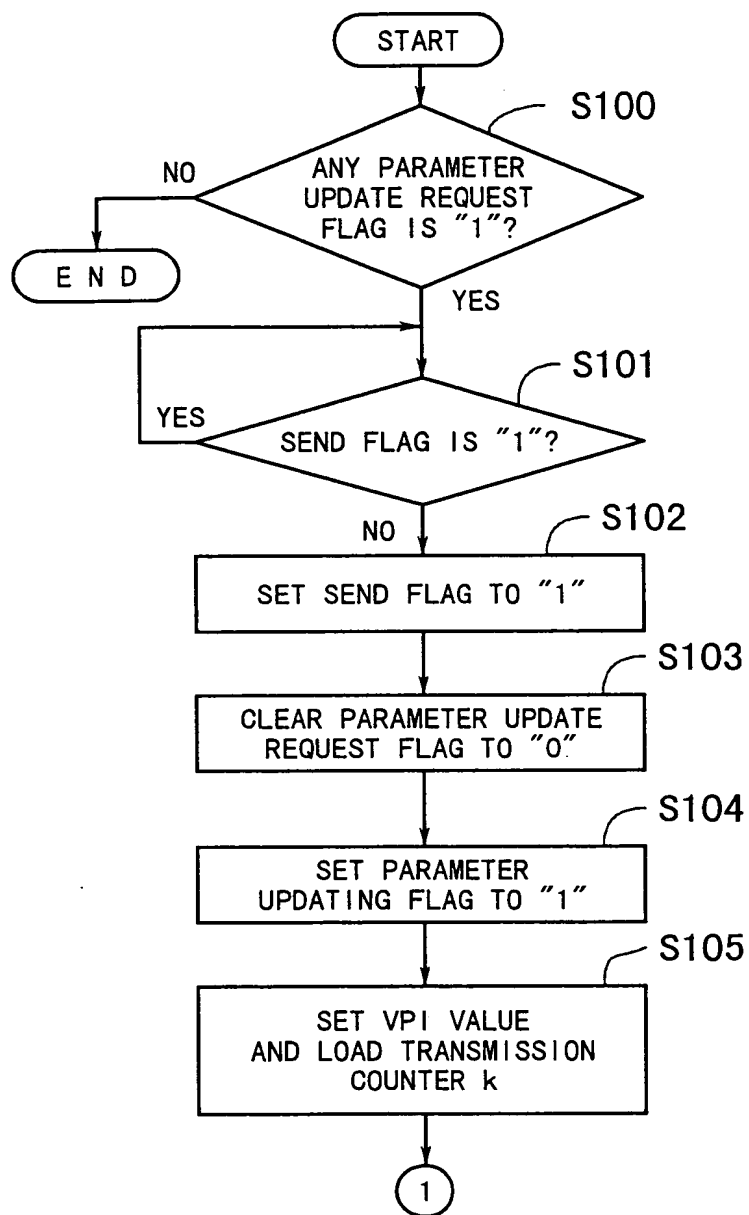 START
S100
NO
ANY PARAMETER
UPDATE REQUEST
FLAG IS "1"?
END
YES
S101
YES
SEND FLAG IS "1"?
NO
S102
SET SEND FLAG TO "1"
S103
CLEAR PARAMETER UPDATE
REQUEST FLAG TO "0"
S104
SET PARAMETER
UPDATING FLAG TO "1"
S105
SET VPI VALUE
AND LOAD TRANSMISSION
COUNTER k
1